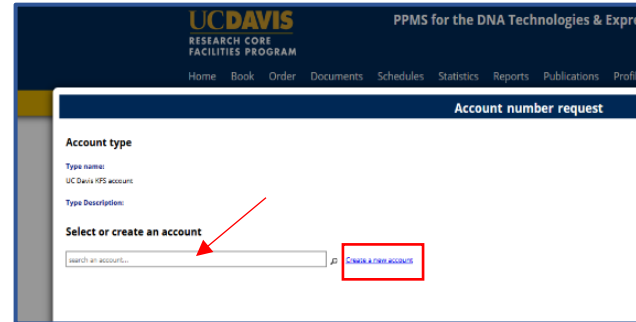 UCDAVIS
PPMS for the DNA Technologies & Expre
RESEARCH CORE
FACILITIES PROGRAM
Home Book Order Documents Schedules Statistics Reports Publications Profil
Account number request
Account type
Type name:
UC Davis KFS account
Type Description:
Select or create an account
search an account...
Create a new account